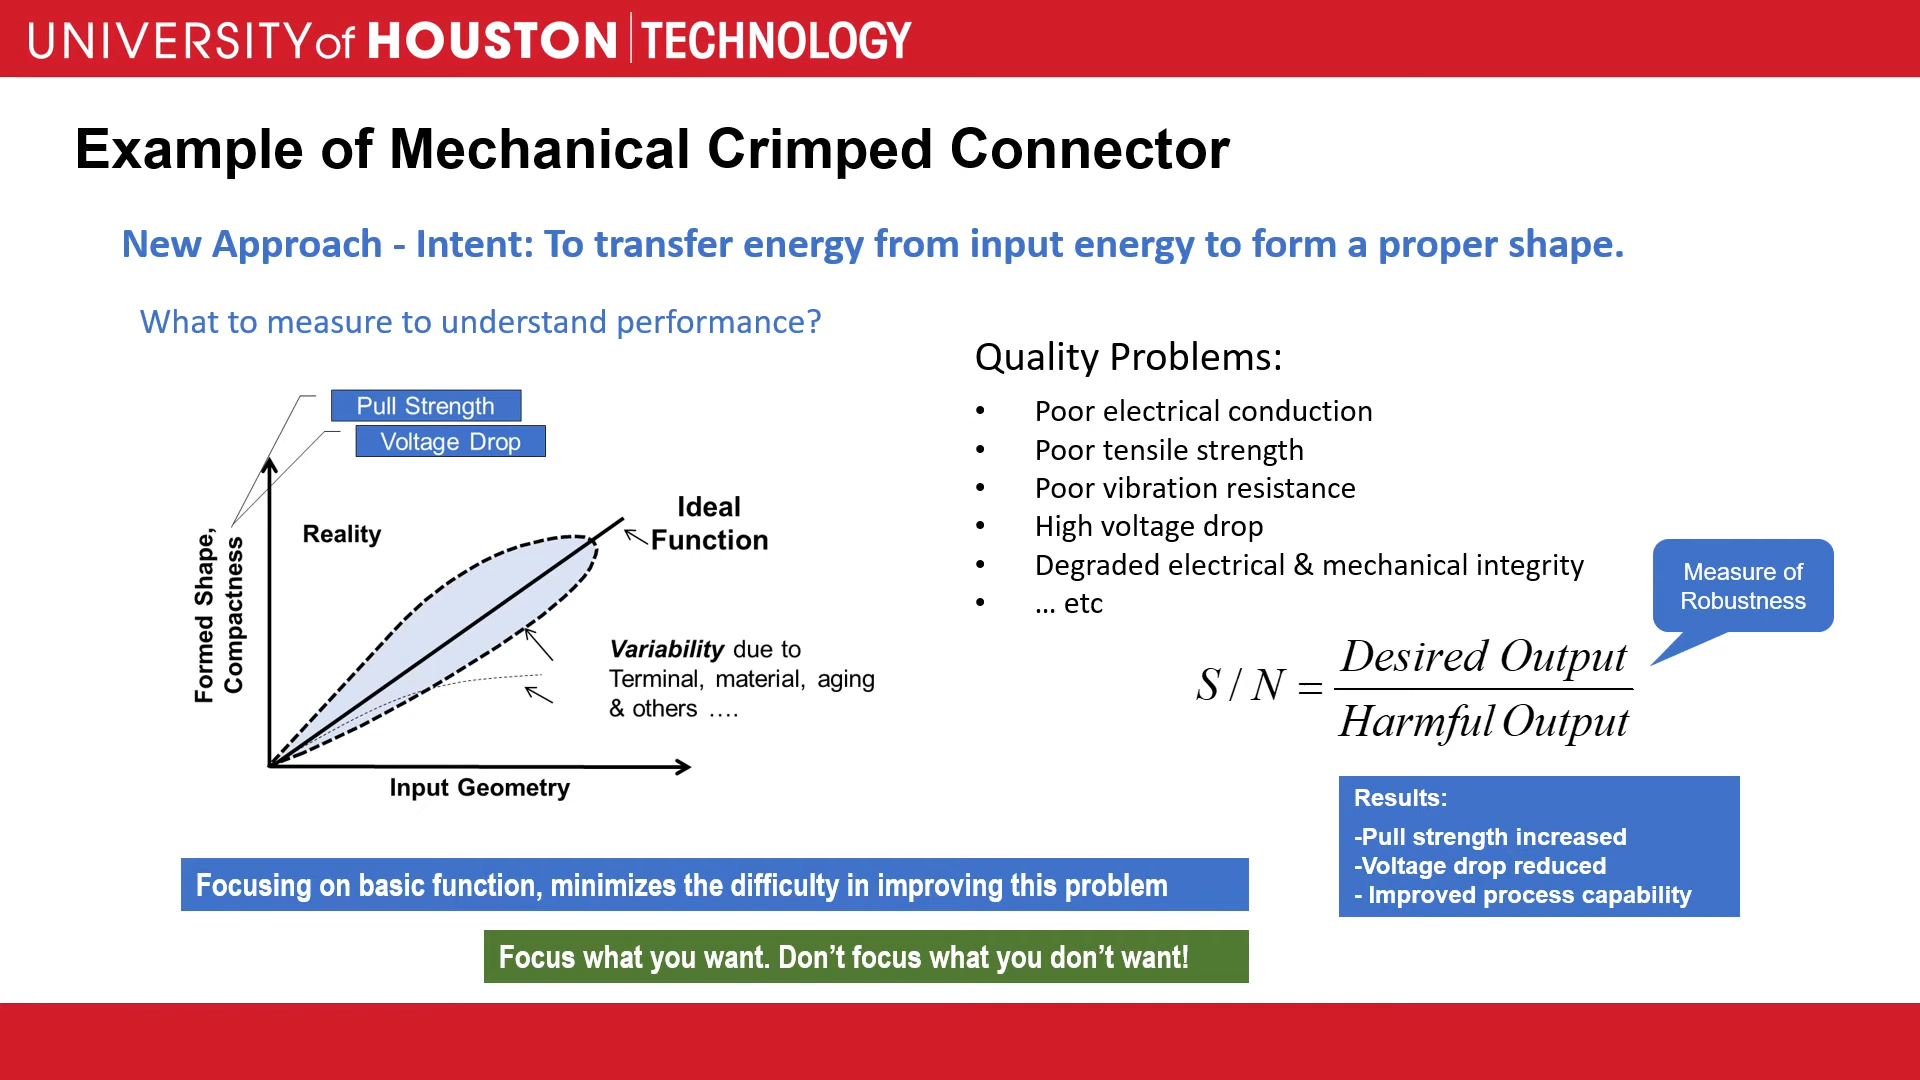 UNIVERSITY of HOUSTON | TECHNOLOGY
Example of Mechanical Crimped Connector
New Approach - Intent: To transfer energy from input energy to form a proper shape.
What to measure to understand performance?
Pull Strength
Voltage Drop
Reality
Ideal
Function
Formed Shape,
Compactness
Variability due to
Terminal, material, aging
& others ….
Input Geometry
Quality Problems:
• Poor electrical conduction
• Poor tensile strength
• Poor vibration resistance
• High voltage drop
• Degraded electrical & mechanical integrity
• … etc
Measure of
Robustness
S / N = Desired Output
Harmful Output
Results:
-Pull strength increased
-Voltage drop reduced
- Improved process capability
Focusing on basic function, minimizes the difficulty in improving this problem
Focus what you want. Don’t focus what you don’t want!